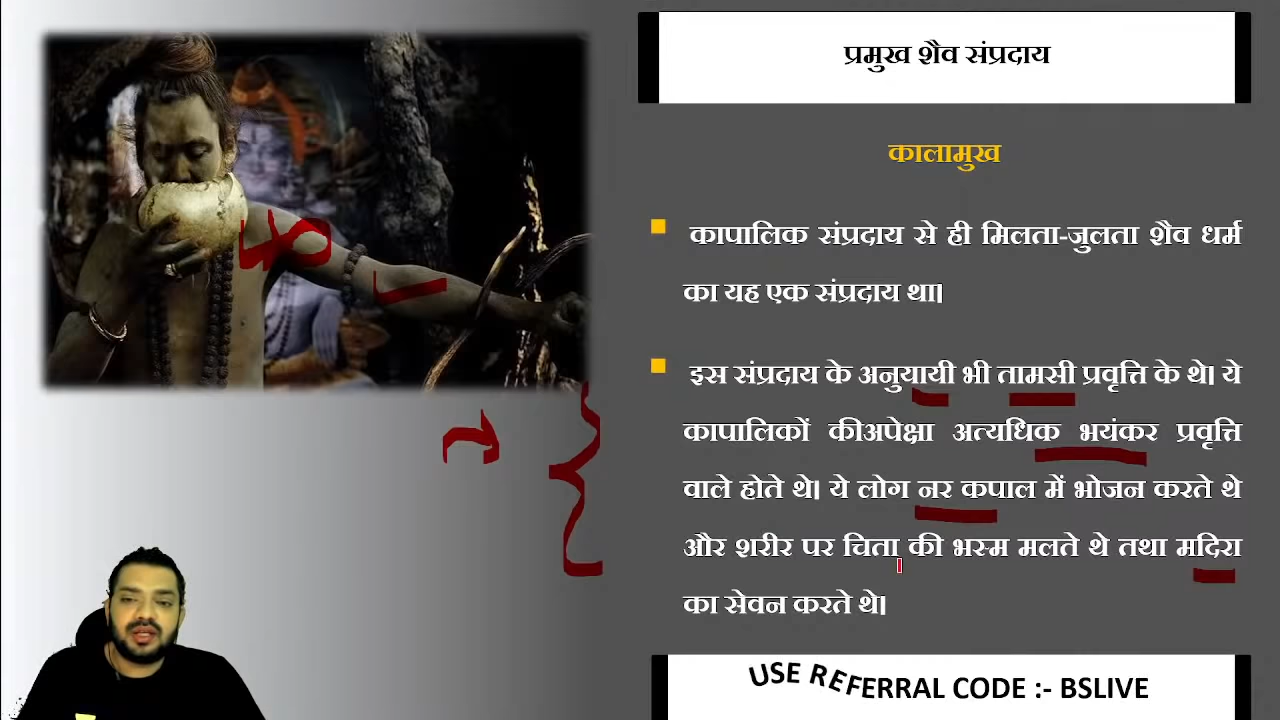 प्रमुख शैव संप्रदाय
कालामुख
कापालिक संप्रदाय से ही मिलता-जुलता शैव धर्म
का यह एक संप्रदाय था।
इस संप्रदाय के अनुयायी भी तामसी प्रवृत्ति के थे। ये
कापालिकों कीअपेक्षा अत्यधिक भयंकर प्रवृत्ति
वाले होते थे। ये लोग नर कपाल में भोजन करते थे
और शरीर पर चिता की भस्म मलते थे तथा मदिरा
का सेवन करते थे।
USE REFERRAL CODE :- BSLIVE